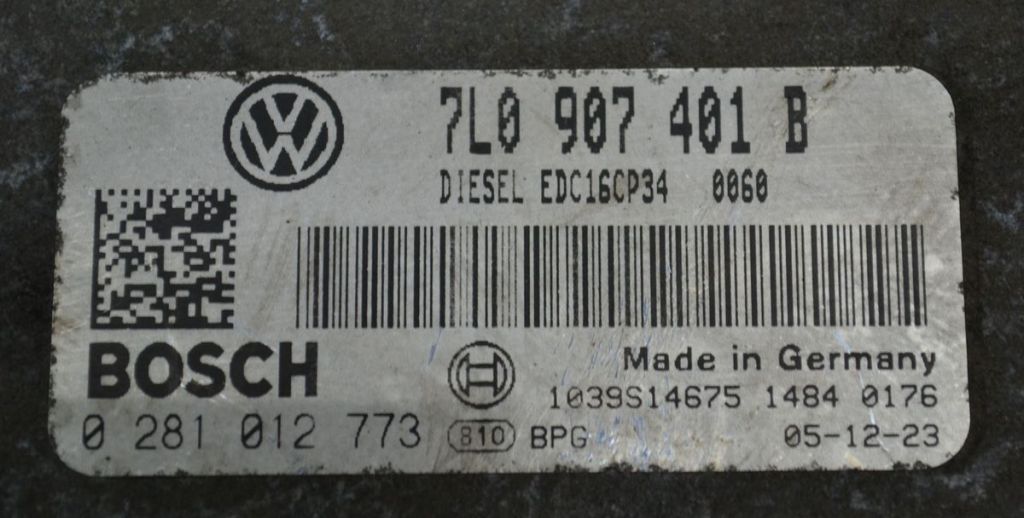 7L0 907 401 B
DIESEL EDC16CP34 0060
BOSCH
Made in Germany
1039S14675 1484 0176
0 281 012 773 810 BPG 05-12-23